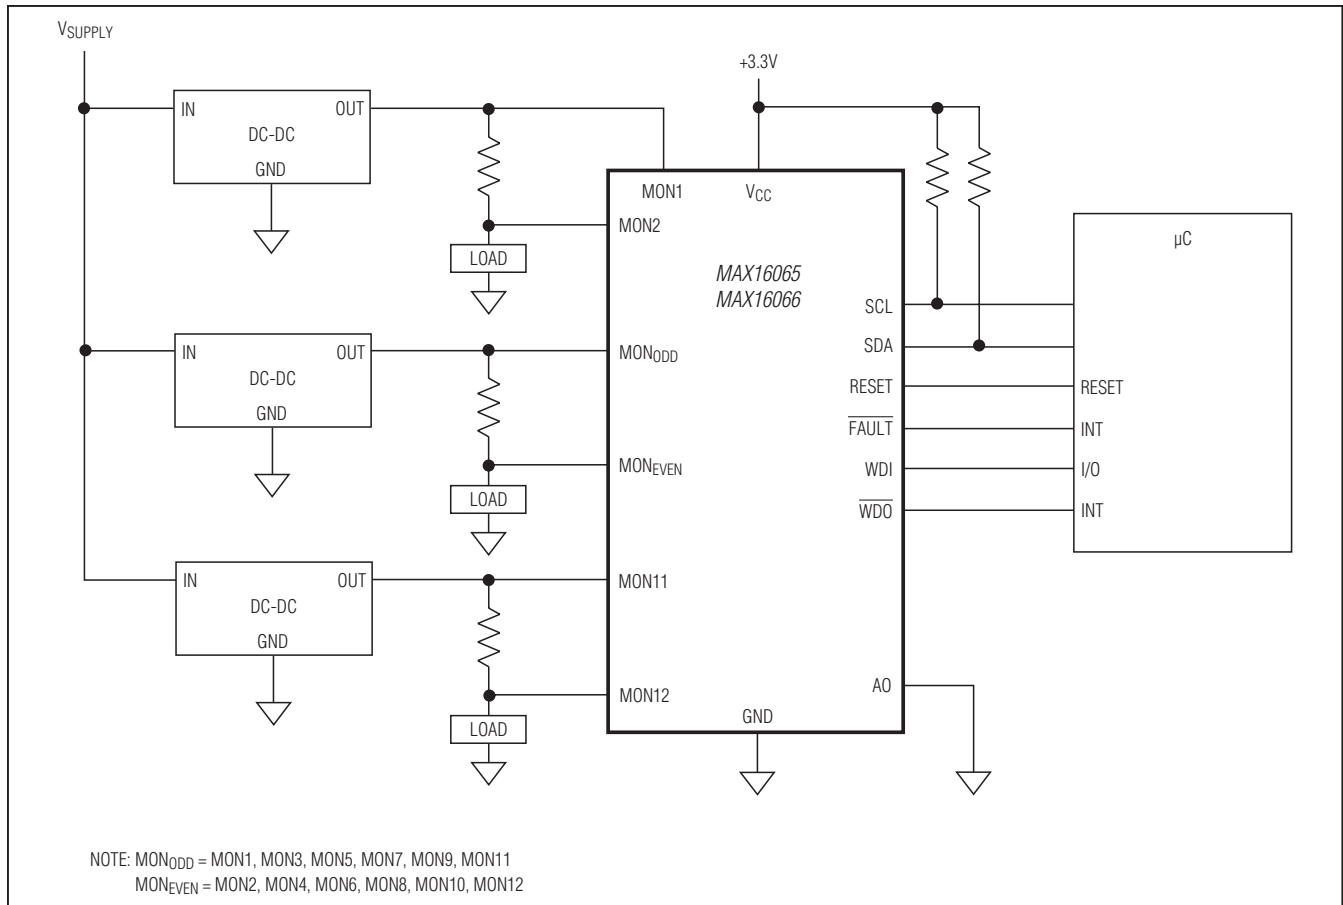 VSUPPLY
+3.3V
IN
OUT
DC-DC
GND
MON1
VCC
MON2
LOAD
MAX16065
MAX16066
µC
SCL
SDA
IN
OUT
DC-DC
GND
MONODD
RESET
RESET
FAULT
INT
MONEVEN
WDI
I/O
LOAD
WDO
INT
IN
OUT
DC-DC
GND
MON11
MON12
LOAD
A0
GND
NOTE: MONODD = MON1, MON3, MON5, MON7, MON9, MON11
MONEVEN = MON2, MON4, MON6, MON8, MON10, MON12